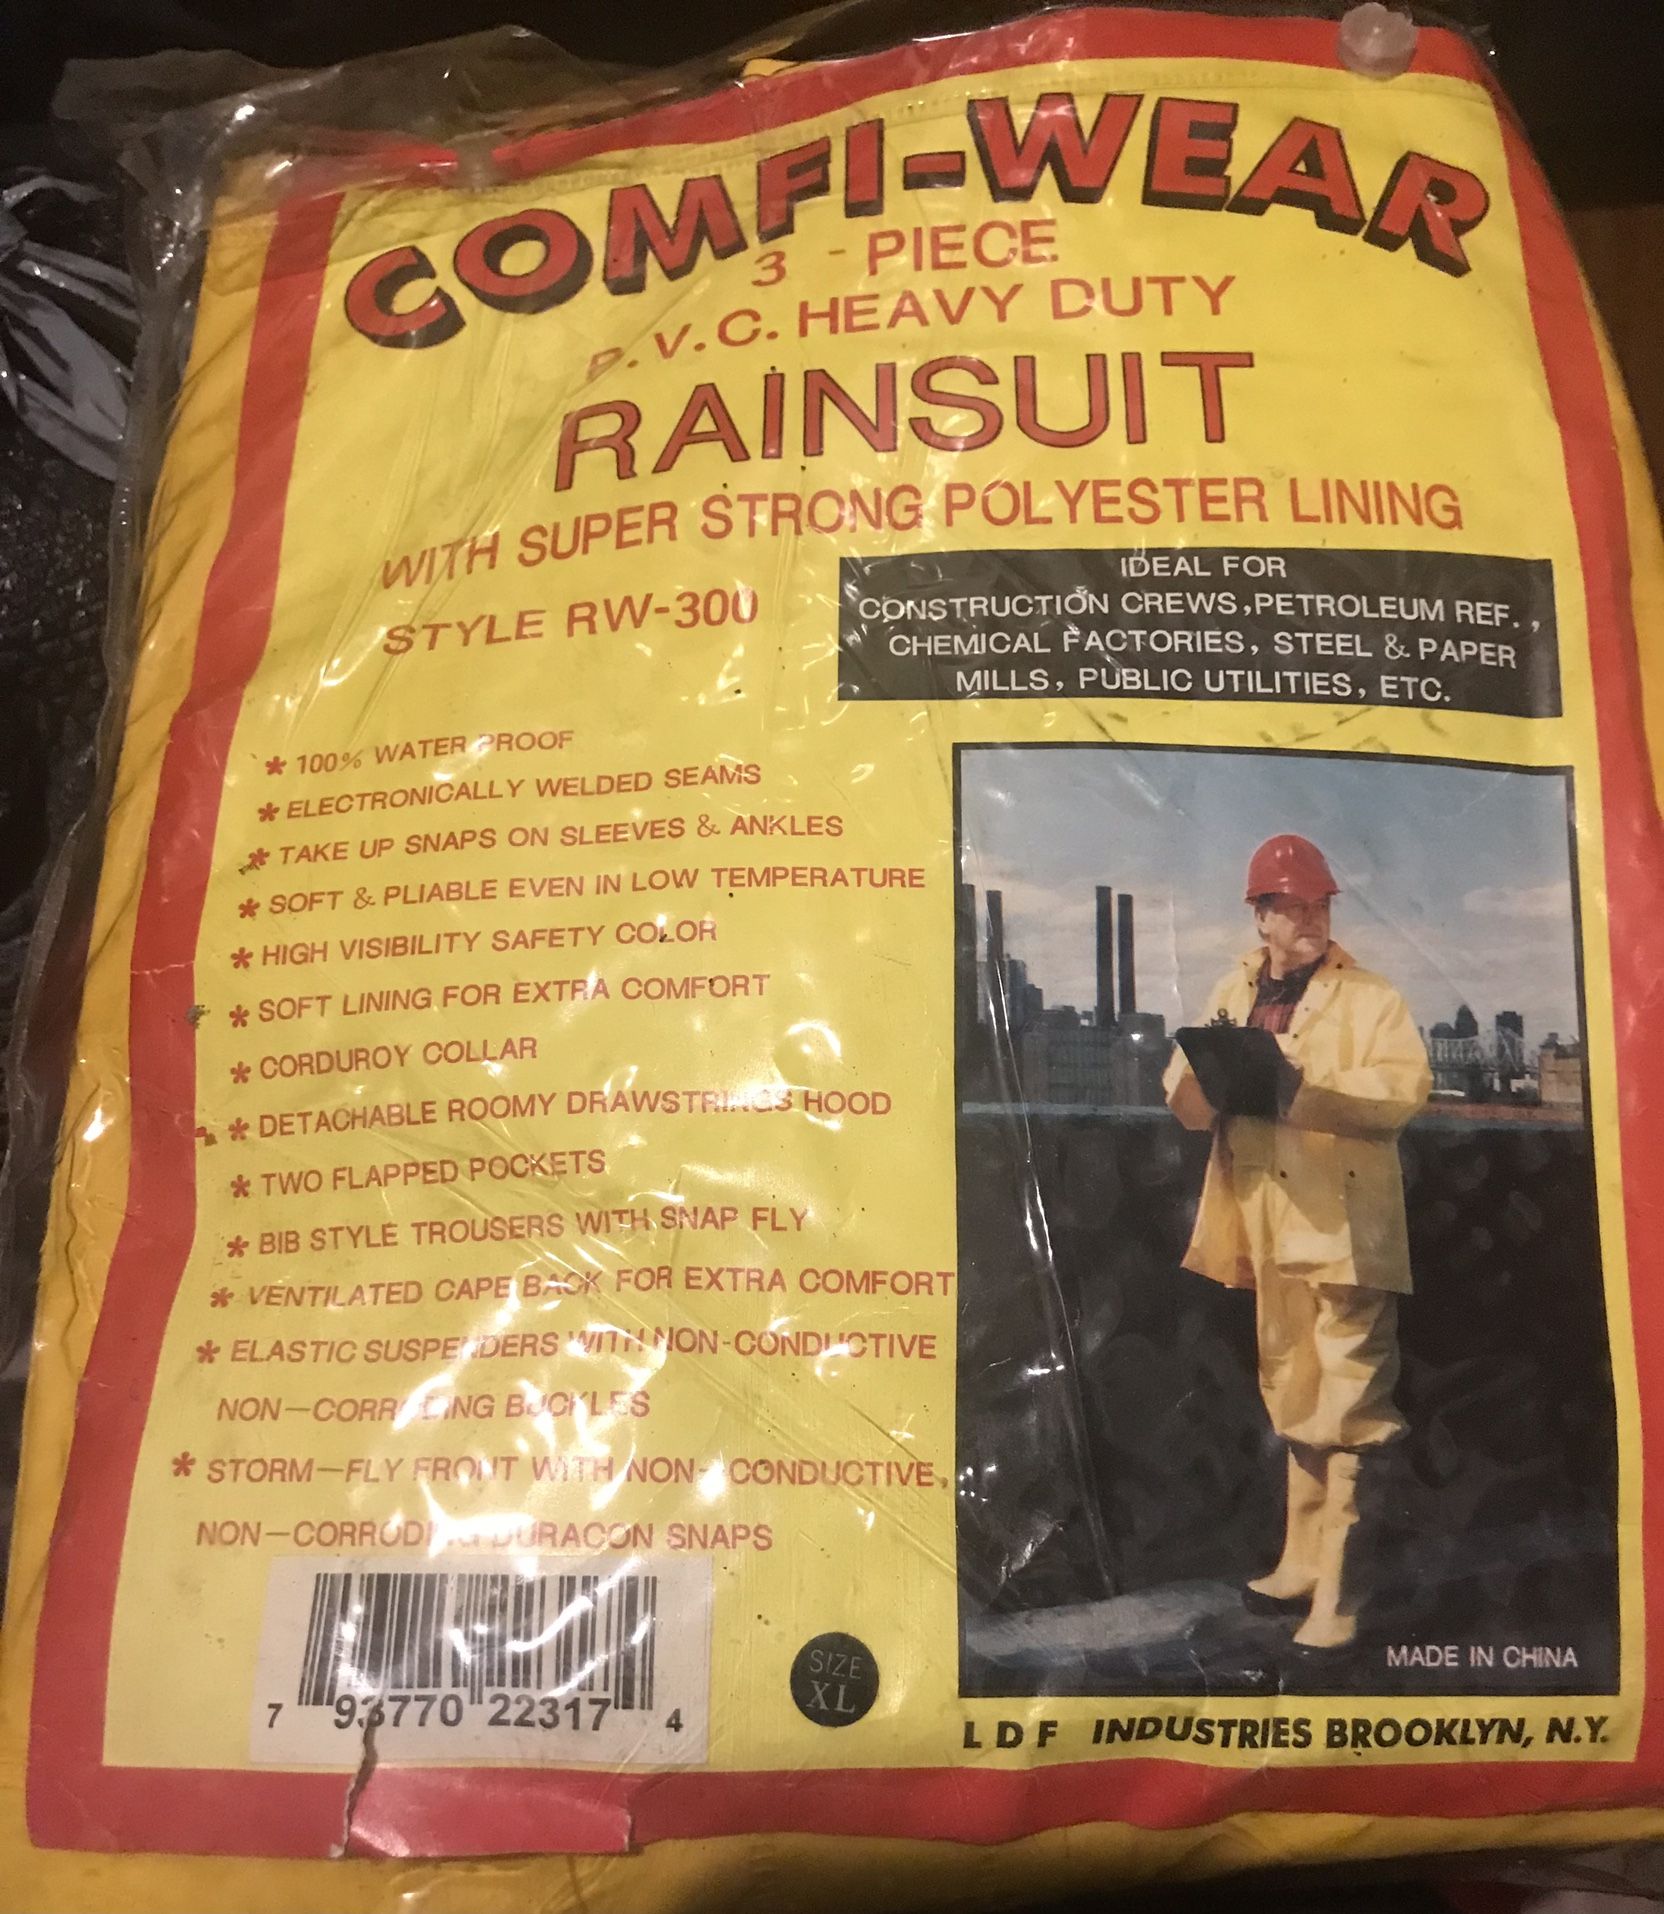 COMFI-WEAR
3 - PIECE
P.V.C. HEAVY DUTY
RAINSUIT
WITH SUPER STRONG POLYESTER LINING
STYLE RW-300
IDEAL FOR
CONSTRUCTION CREWS, PETROLEUM REF.,
CHEMICAL FACTORIES, STEEL & PAPER
MILLS, PUBLIC UTILITIES, ETC.
* 100% WATER PROOF
* ELECTRONICALLY WELDED SEAMS
* TAKE UP SNAPS ON SLEEVES & ANKLES
* SOFT & PLIABLE EVEN IN LOW TEMPERATURE
* HIGH VISIBILITY SAFETY COLOR
* SOFT LINING FOR EXTRA COMFORT
* CORDUROY COLLAR
* DETACHABLE ROOMY DRAWSTRINGS HOOD
* TWO FLAPPED POCKETS
* BIB STYLE TROUSERS WITH SNAP FLY
* VENTILATED CAPE BACK FOR EXTRA COMFORT
* ELASTIC SUSPENDERS WITH NON-CONDUCTIVE
NON-CORRODING BUCKLES
* STORM-FLY FRONT WITH NON-CONDUCTIVE,
NON-CORRODING DURACON SNAPS
7 93770 22317 4
SIZE
XL
MADE IN CHINA
L D F INDUSTRIES BROOKLYN, N.Y.